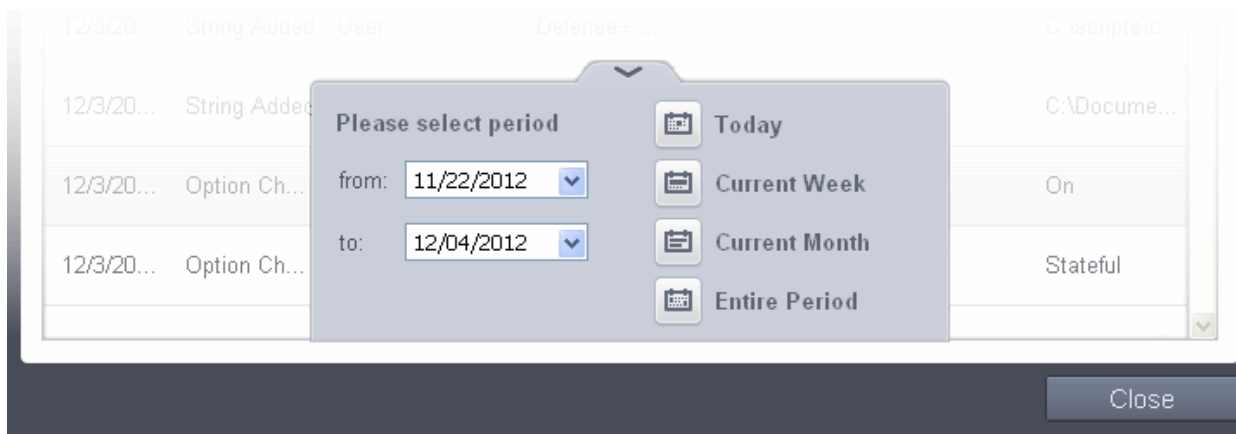 12/3/20... String Added User Defense+ ... C:\scripts\c...
12/3/20... String Added C:\Docume...
Please select period
Today
12/3/20... Option Ch... On
from: 11/22/2012
Current Week
to: 12/04/2012
Current Month
12/3/20... Option Ch... Stateful
Entire Period
Close